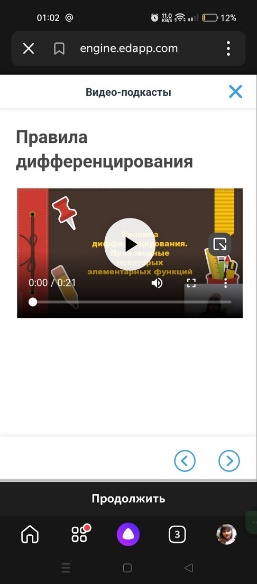 01:02 @
12%
engine.edapp.com
Видео-подкасты
Правила
дифференцирования
дифференцирования.
элементарных функций
0:00 / 0:21
Продолжить
3